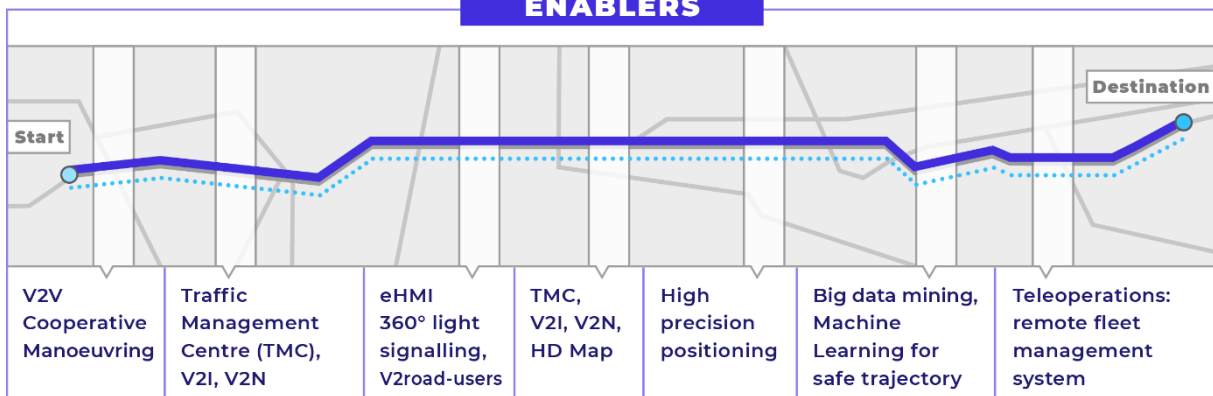 ENABLERS
Start
Destination
V2V
Cooperative
Manoeuvring
Traffic
Management
Centre (TMC),
V2I, V2N
eHMI
360° light
signalling,
V2road-users
TMC,
V2I, V2N,
HD Map
High
precision
positioning
Big data mining,
Machine
Learning for
safe trajectory
Teleoperations:
remote fleet
management
system